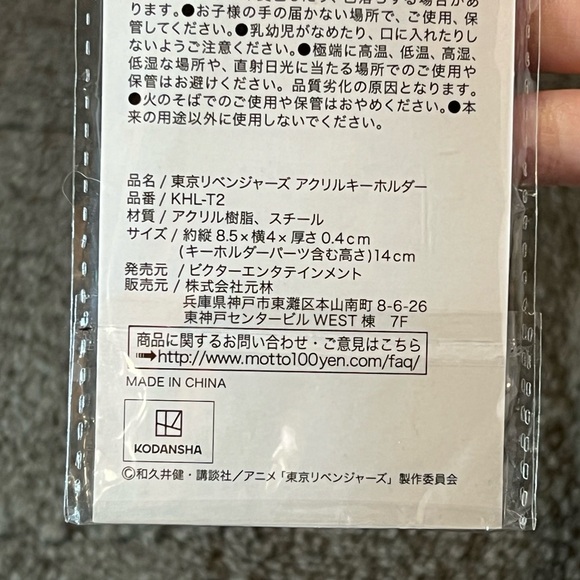 ります。●お子様の手の届かない場所で、ご使用、保
管してください。●乳幼児がなめたり、口に入れたりし
ないようご注意ください。●極端に高温、低温、高湿、
低湿な場所や、直射日光に当たる場所でのご使用や
保管はお避けください。品質劣化の原因となります。
●火のそばでのご使用や保管はおやめください。●本
来の用途以外に使用しないでください。
品名 / 東京リベンジャーズ アクリルキーホルダー
品番 / KHL-T2
材質 / アクリル樹脂、スチール
サイズ / 約縦 8.5×横4×厚さ0.4cm
(キーホルダーパーツ含む高さ)14cm
発売元 / ビクターエンタテインメント
販売元 / 株式会社元林
兵庫県神戸市東灘区本山南町 8-6-26
東神戸センタービル WEST 棟 7F
商品に関するお問い合わせ・ご意見はこちら
➡http://www.motto100yen.com/faq/
MADE IN CHINA
KODANSHA
©和久井健・講談社／アニメ「東京リベンジャーズ」製作委員会